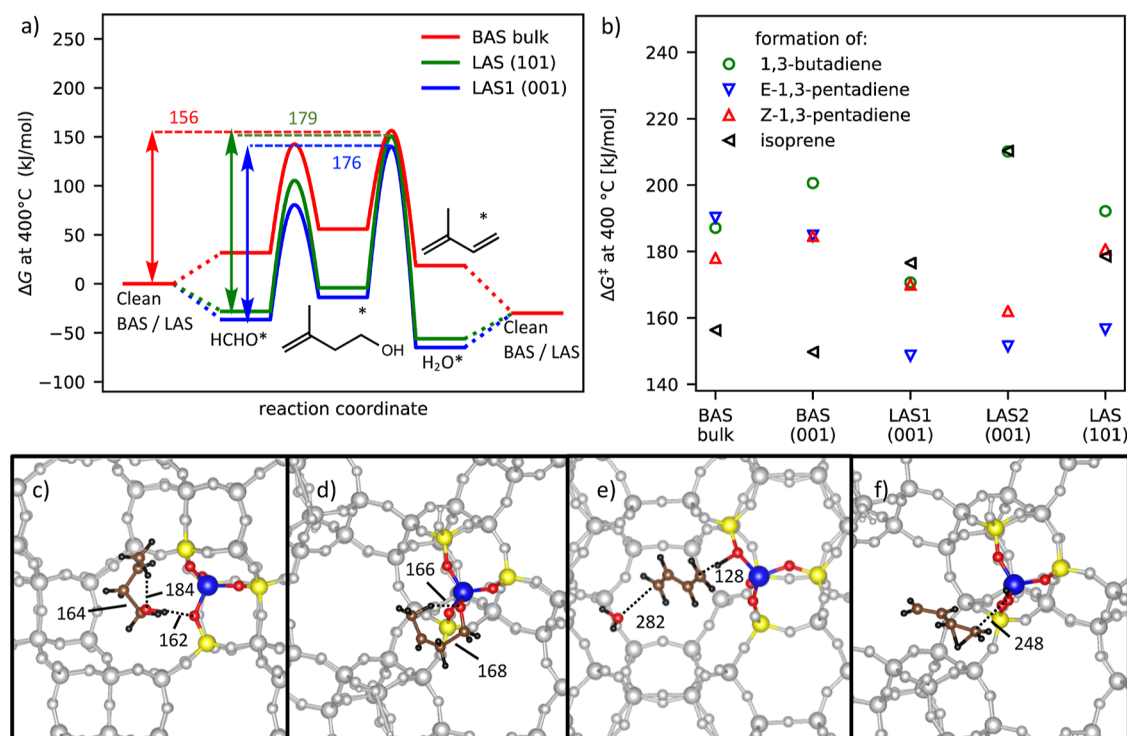 a)
250
200
150
100
50
0
−50
−100
ΔG at 400°C (kJ/mol)
BAS bulk
LAS (101)
LAS1 (001)
156
179
176
*
Clean
BAS / LAS
HCHO*
*
OH
H₂O*
Clean
BAS / LAS
reaction coordinate
b)
240
220
200
180
160
140
ΔG‡ at 400 °C [kJ/mol]
formation of:
1,3-butadiene
E-1,3-pentadiene
Z-1,3-pentadiene
isoprene
BAS
bulk
BAS
(001)
LAS1
(001)
LAS2
(001)
LAS
(101)
c)
184
164
162
d)
166
168
e)
128
282
f)
248